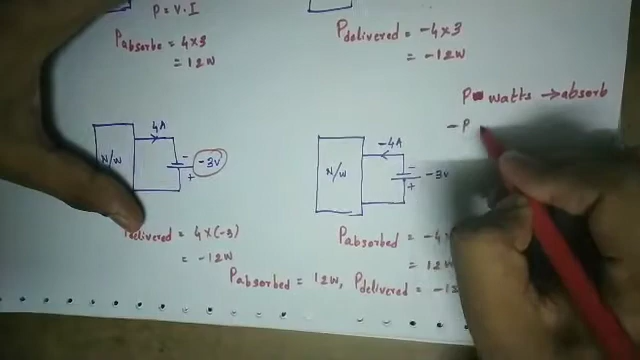 P = V.I
Pabsorbe = 4x3
= 12W
Pdelivered = -4x3
= -12W
P watts → absorb
-P
4A
N/W
-
-3v
+
-4A
N/W
-
-3v
+
delivered = 4x(-3)
= -12W
Pabsorbed = -4x
= 12W
Pabsorbed = 12W, Pdelivered = -12